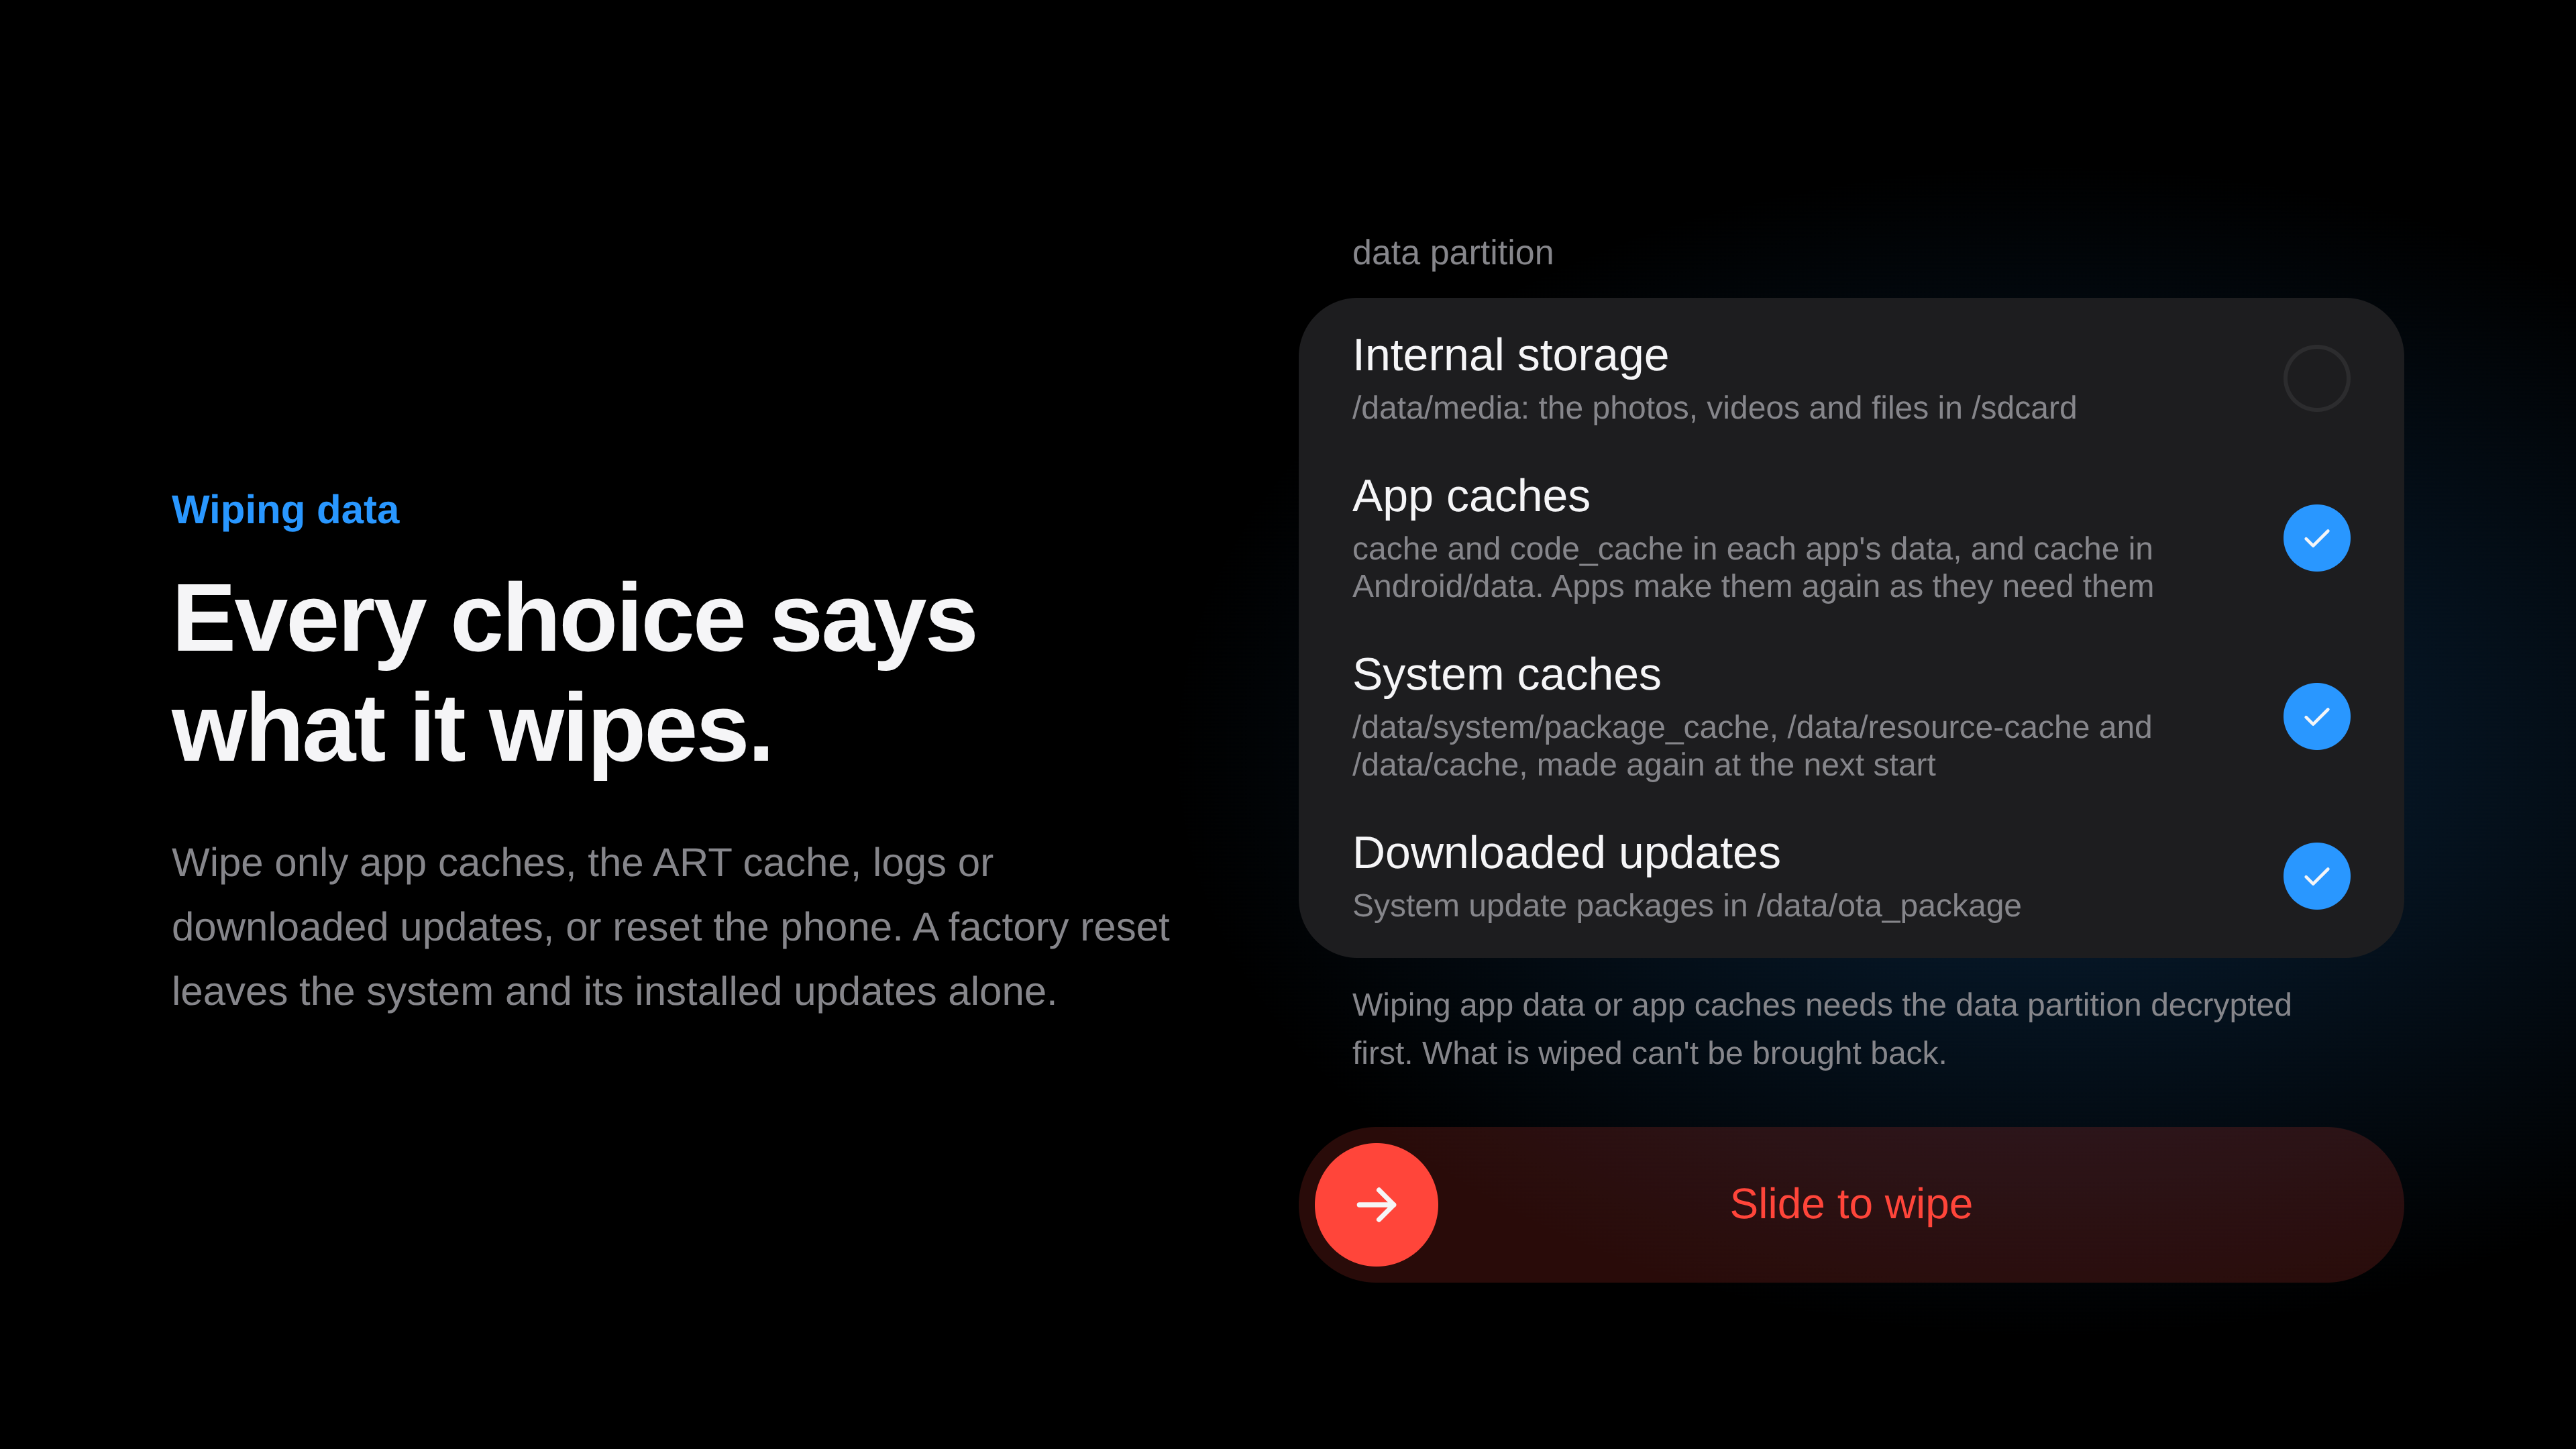 Wiping data
Every choice says
what it wipes.
Wipe only app caches, the ART cache, logs or
downloaded updates, or reset the phone. A factory reset
leaves the system and its installed updates alone.
data partition
Internal storage
/data/media: the photos, videos and files in /sdcard
App caches
cache and code_cache in each app's data, and cache in
Android/data. Apps make them again as they need them
System caches
/data/system/package_cache, /data/resource-cache and
/data/cache, made again at the next start
Downloaded updates
System update packages in /data/ota_package
Wiping app data or app caches needs the data partition decrypted
first. What is wiped can't be brought back.
Slide to wipe